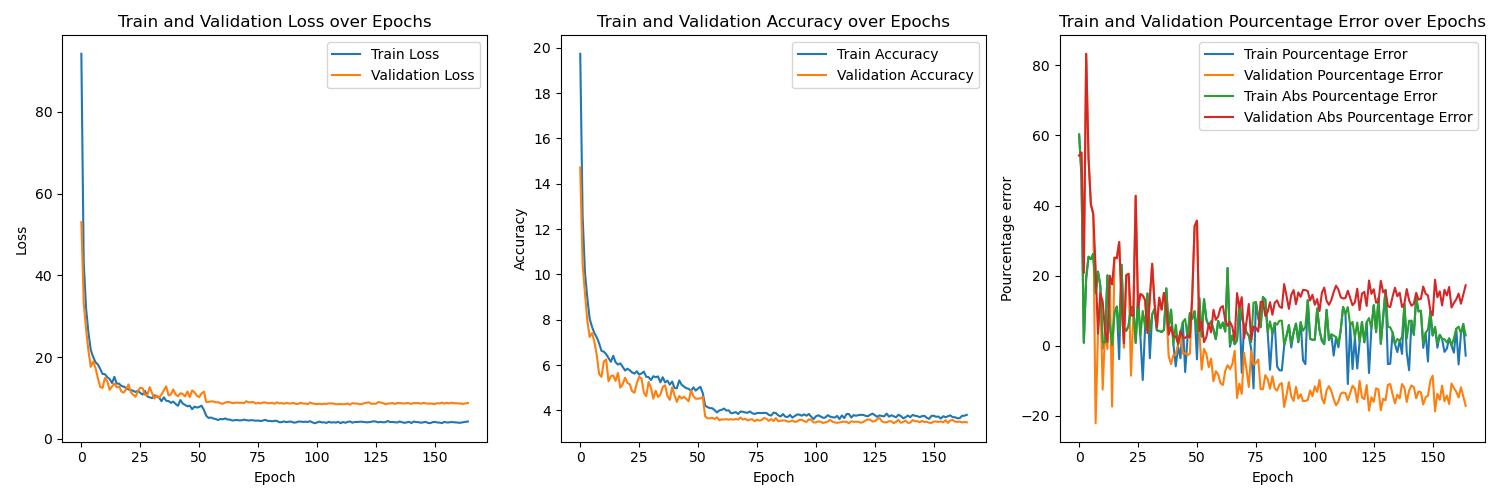 Train and Validation Loss over Epochs
Train Loss
Validation Loss
Loss
80
60
40
20
0
0
25
50
75
100
125
150
Epoch
Train and Validation Accuracy over Epochs
Train Accuracy
Validation Accuracy
Accuracy
20
18
16
14
12
10
8
6
4
0
25
50
75
100
125
150
Epoch
Train and Validation Pourcentage Error over Epochs
Train Pourcentage Error
Validation Pourcentage Error
Train Abs Pourcentage Error
Validation Abs Pourcentage Error
Pourcentage error
80
60
40
20
0
−20
0
25
50
75
100
125
150
Epoch